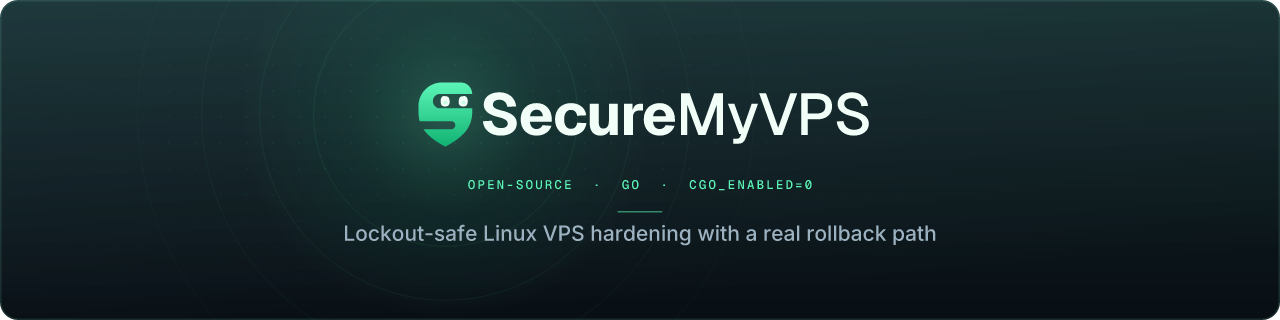 SecureMyVPS
OPEN-SOURCE · GO · CGO_ENABLED=0
Lockout-safe Linux VPS hardening with a real rollback path